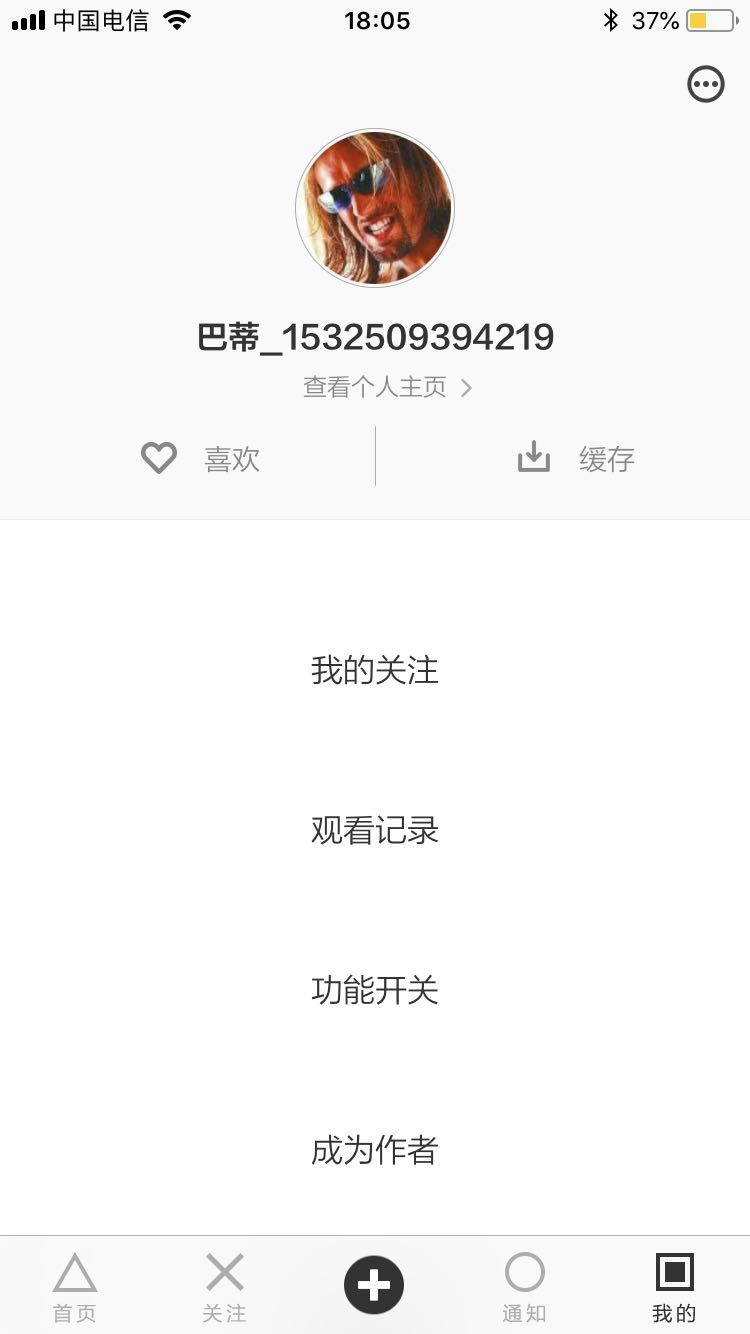 中国电信 18:05 37%
巴蒂_1532509394219
查看个人主页
喜欢 缓存
我的关注
观看记录
功能开关
成为作者
首页 关注 通知 我的